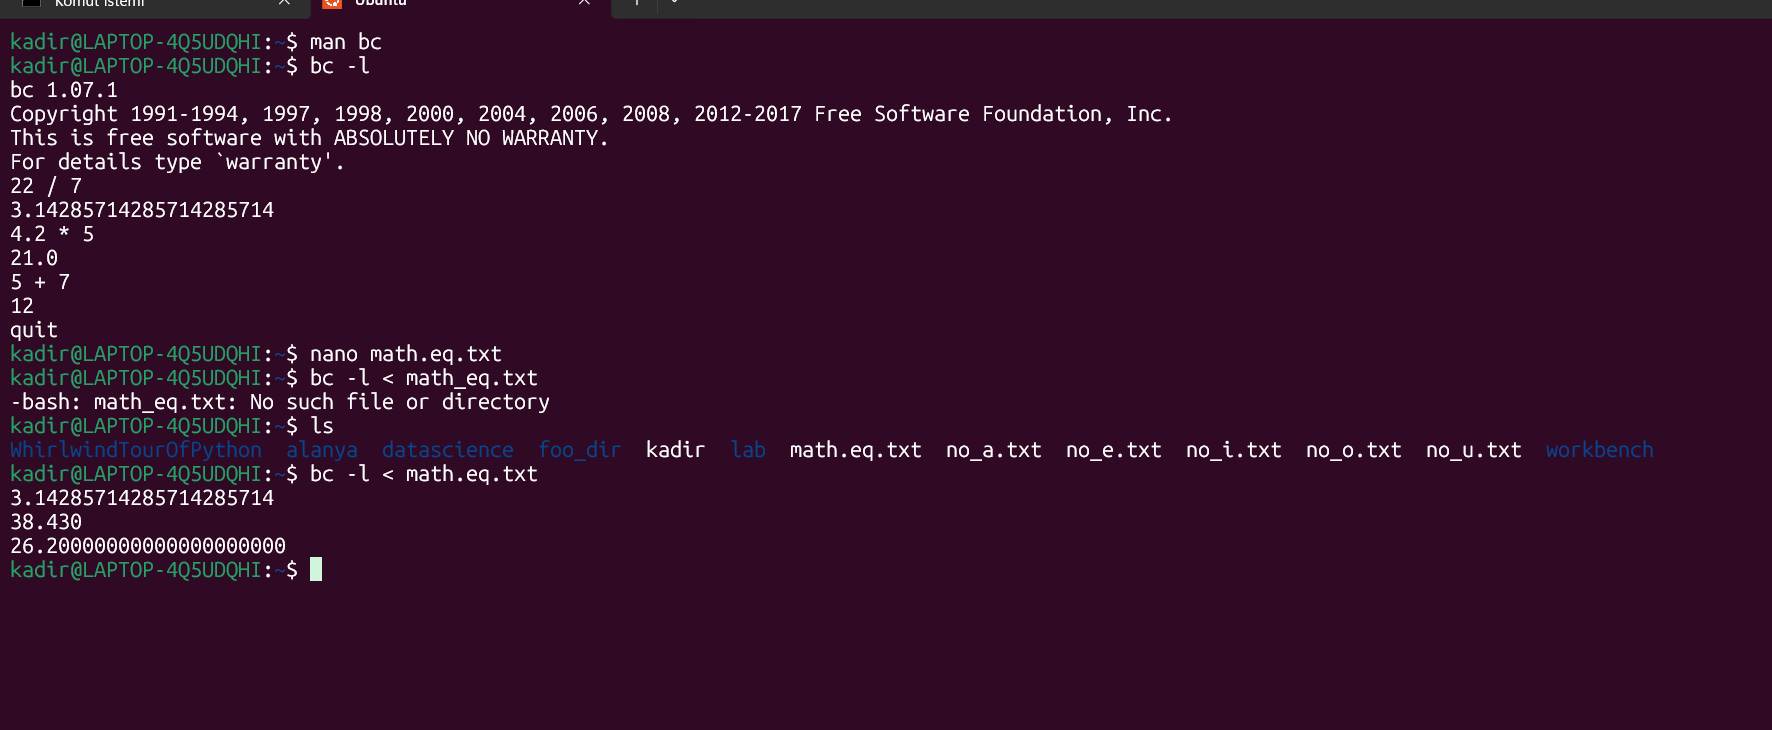 Komut İstemi
Ubuntu
kadir@LAPTOP-4Q5UDQHI:~$ man bc
kadir@LAPTOP-4Q5UDQHI:~$ bc -l
bc 1.07.1
Copyright 1991-1994, 1997, 1998, 2000, 2004, 2006, 2008, 2012-2017 Free Software Foundation, Inc.
This is free software with ABSOLUTELY NO WARRANTY.
For details type `warranty'.
22 / 7
3.14285714285714285714
4.2 * 5
21.0
5 + 7
12
quit
kadir@LAPTOP-4Q5UDQHI:~$ nano math.eq.txt
kadir@LAPTOP-4Q5UDQHI:~$ bc -l < math_eq.txt
-bash: math_eq.txt: No such file or directory
kadir@LAPTOP-4Q5UDQHI:~$ ls
WhirlwindTourOfPython  alanya  datascience  foo_dir  kadir  lab  math.eq.txt  no_a.txt  no_e.txt  no_i.txt  no_o.txt  no_u.txt  workbench
kadir@LAPTOP-4Q5UDQHI:~$ bc -l < math.eq.txt
3.14285714285714285714
38.430
26.20000000000000000000
kadir@LAPTOP-4Q5UDQHI:~$